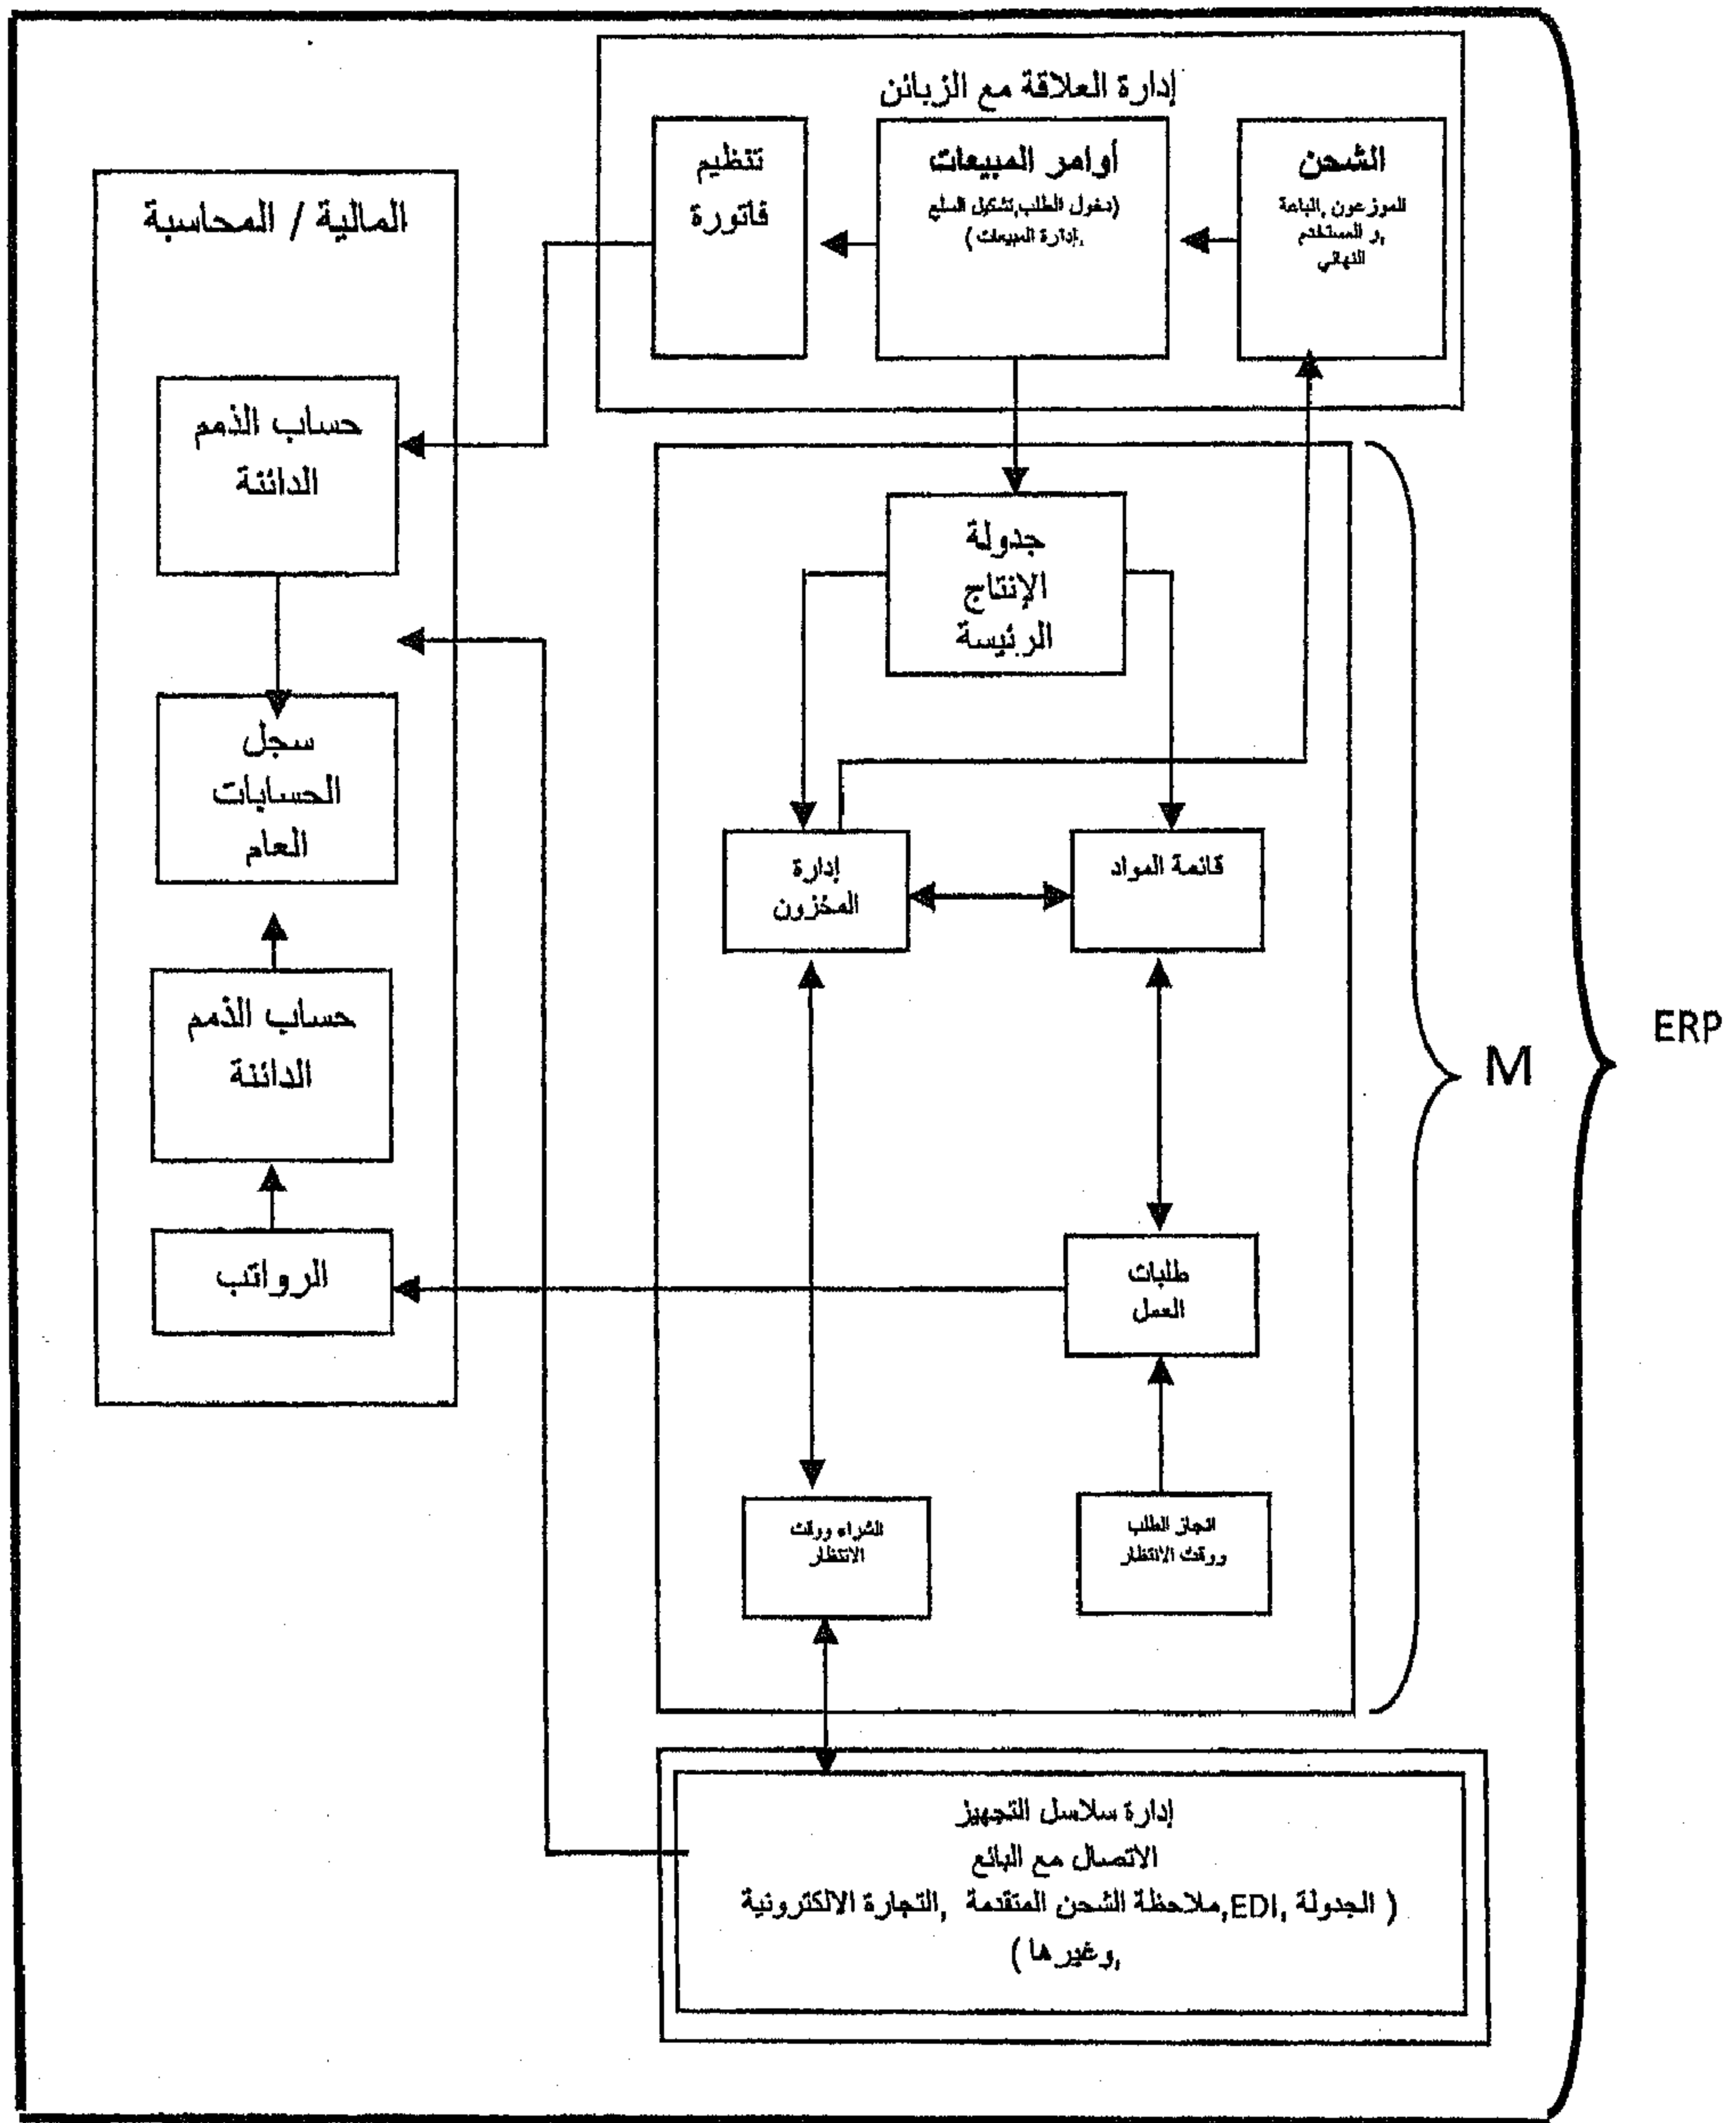 إدارة العلاقة مع الزبائن
الشحن
للموزعون ,الباعة
,و المستخدم
النهائي
أوامر المبيعات
(دخول الطلب,تشكيل السلع
,إدارة المبيعات)
تنظيم
فاتورة
المالية / المحاسبة
حساب الذمم
الدائنة
سجل
الحسابات
العام
حساب الذمم
الدائنة
الرواتب
جدولة
الإنتاج
الرئيسة
قائمة المواد
إدارة
المخزون
طلبات
العمل
انجاز الطلب
ووقت الانتظار
الشراء ووقت
الانتظار
M
ERP
إدارة سلاسل التجهيز
الاتصال مع البائع
( الجدولة ,EDI,ملاحظة الشحن المتقدمة ,التجارة الالكترونية
,وغيرها )